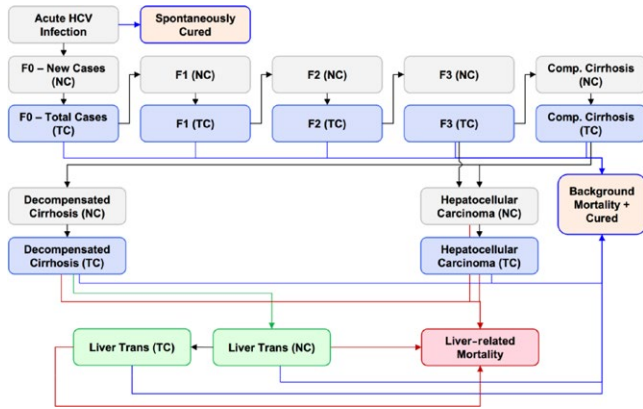 Acute HCV
Infection
Spontaneously
Cured
F0 – New Cases
(NC)
F1 (NC)
F2 (NC)
F3 (NC)
Comp. Cirrhosis
(NC)
F0 – Total Cases
(TC)
F1 (TC)
F2 (TC)
F3 (TC)
Comp. Cirrhosis
(TC)
Decompensated
Cirrhosis (NC)
Hepatocellular
Carcinoma (NC)
Background
Mortality +
Cured
Decompensated
Cirrhosis (TC)
Hepatocellular
Carcinoma (TC)
Liver Trans (TC)
Liver Trans (NC)
Liver-related
Mortality